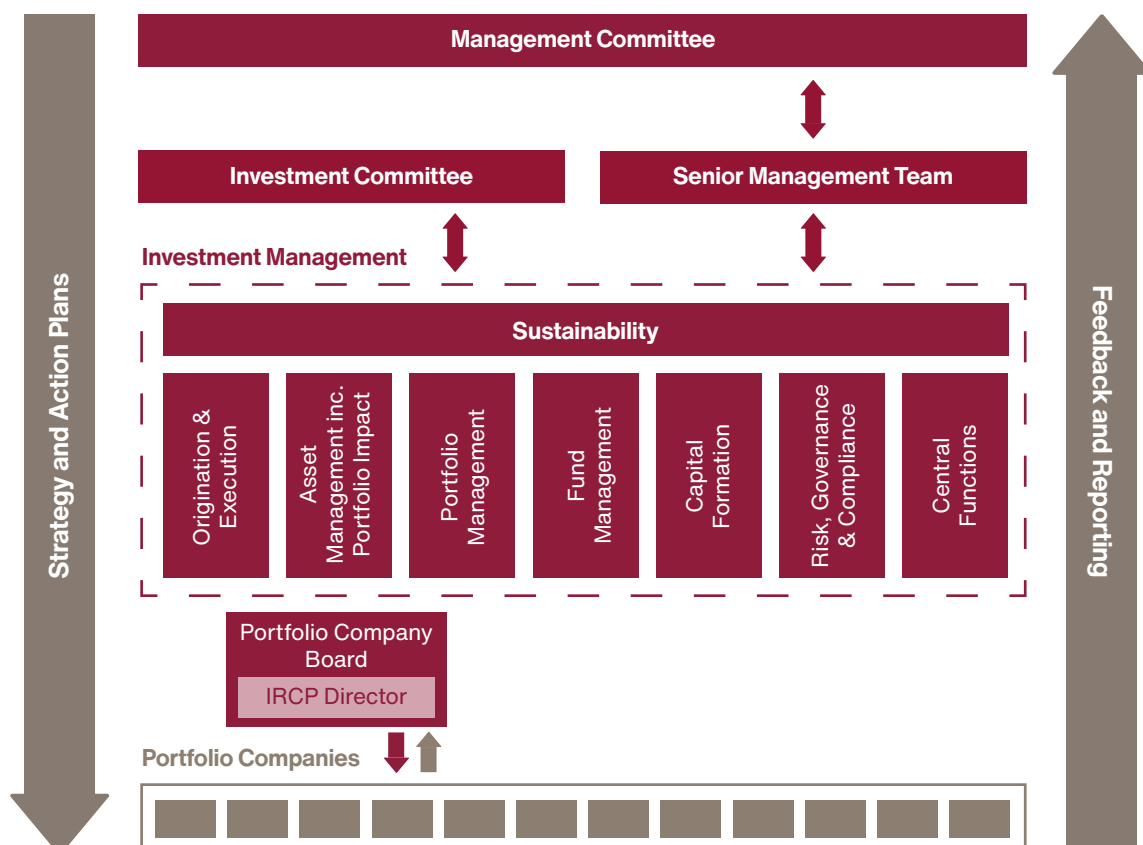 Management Committee
Investment Committee
Senior Management Team
Investment Management
Sustainability
Origination &
Execution
Asset
Management inc.
Portfolio Impact
Portfolio
Management
Fund
Management
Capital
Formation
Risk, Governance
& Compliance
Central
Functions
Portfolio Company
Board
IRCP Director
Portfolio Companies
Strategy and Action Plans
Feedback and Reporting